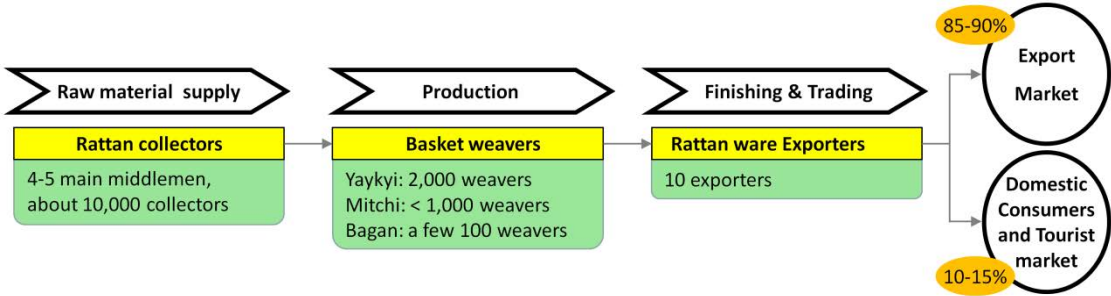 Raw material supply
Production
Finishing & Trading
85-90%
Export
Market
Rattan collectors
4-5 main middlemen,
about 10,000 collectors
Basket weavers
Yaykyi: 2,000 weavers
Mitchi: < 1,000 weavers
Bagan: a few 100 weavers
Rattan ware Exporters
10 exporters
Domestic
Consumers
and Tourist
market
10-15%